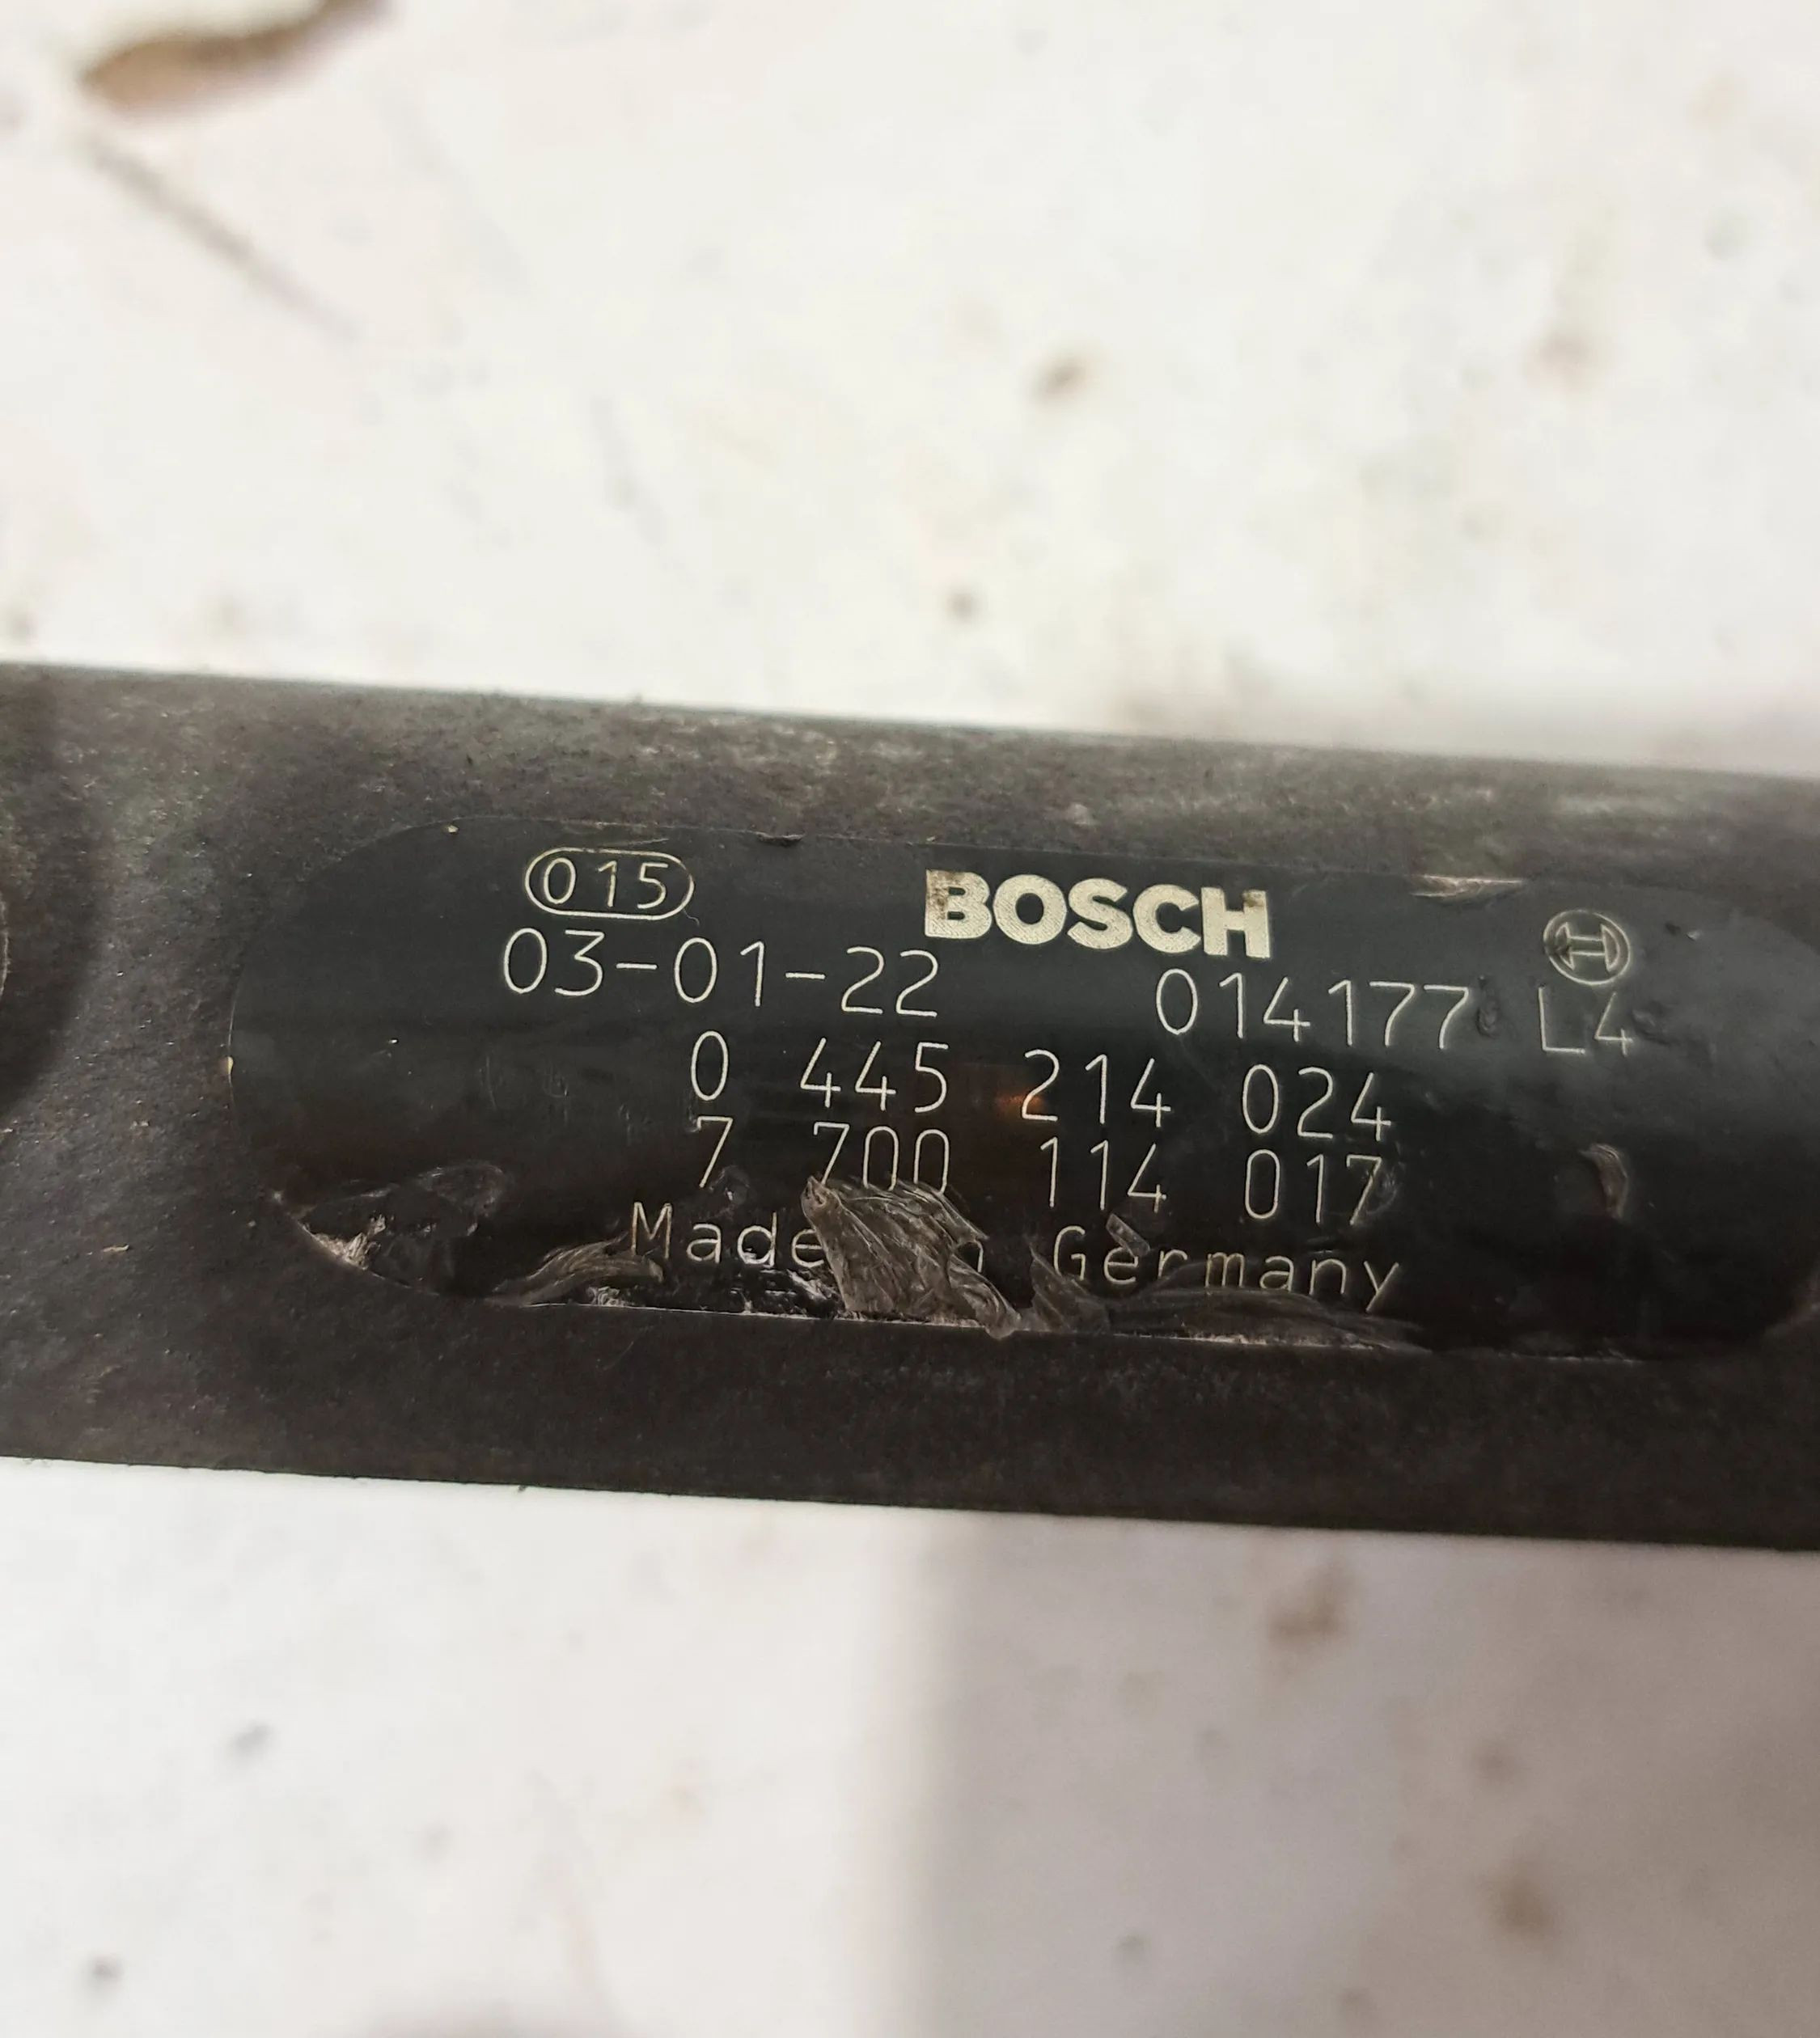 015 BOSCH
03-01-22 014177 L4
0 445 214 024
7 700 114 017
Made Germany